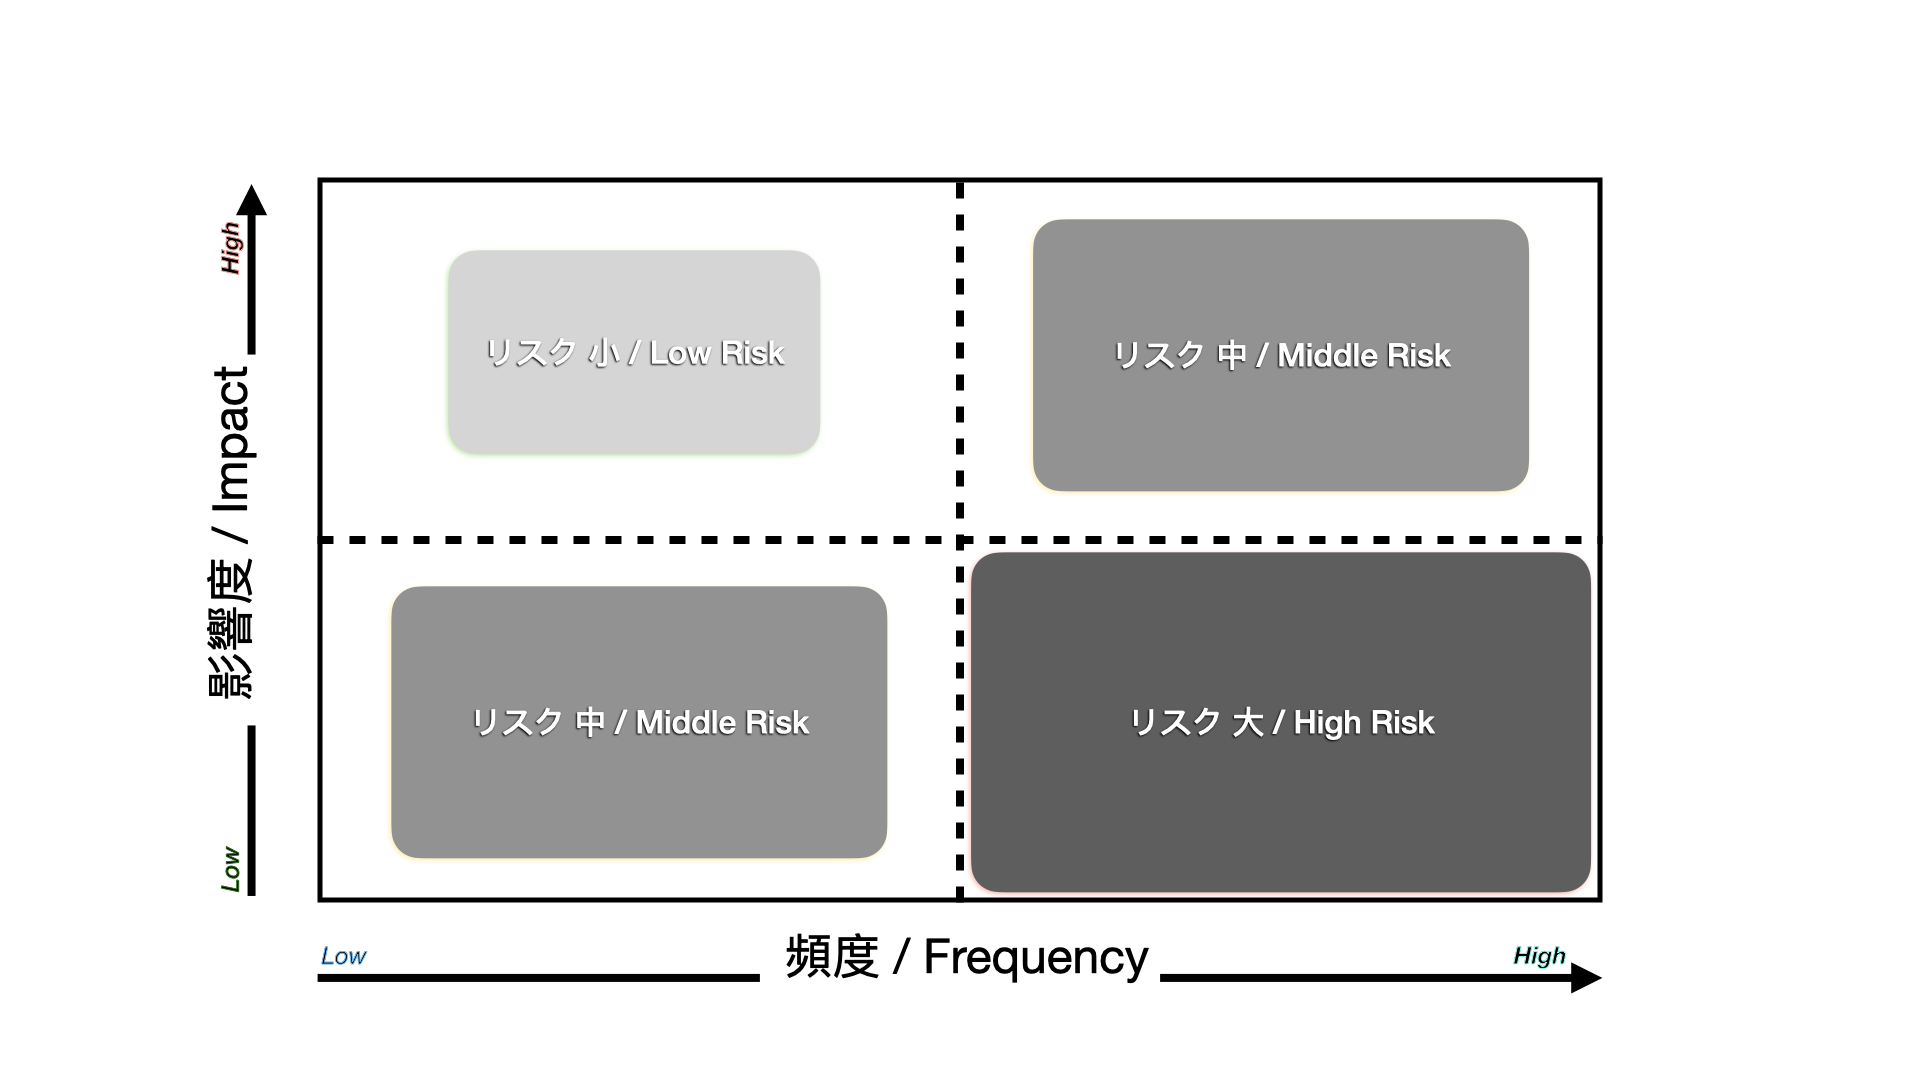 High
影響度 / Impact
Low
リスク 小 / Low Risk
リスク 中 / Middle Risk
リスク 中 / Middle Risk
リスク 大 / High Risk
Low
頻度 / Frequency
High